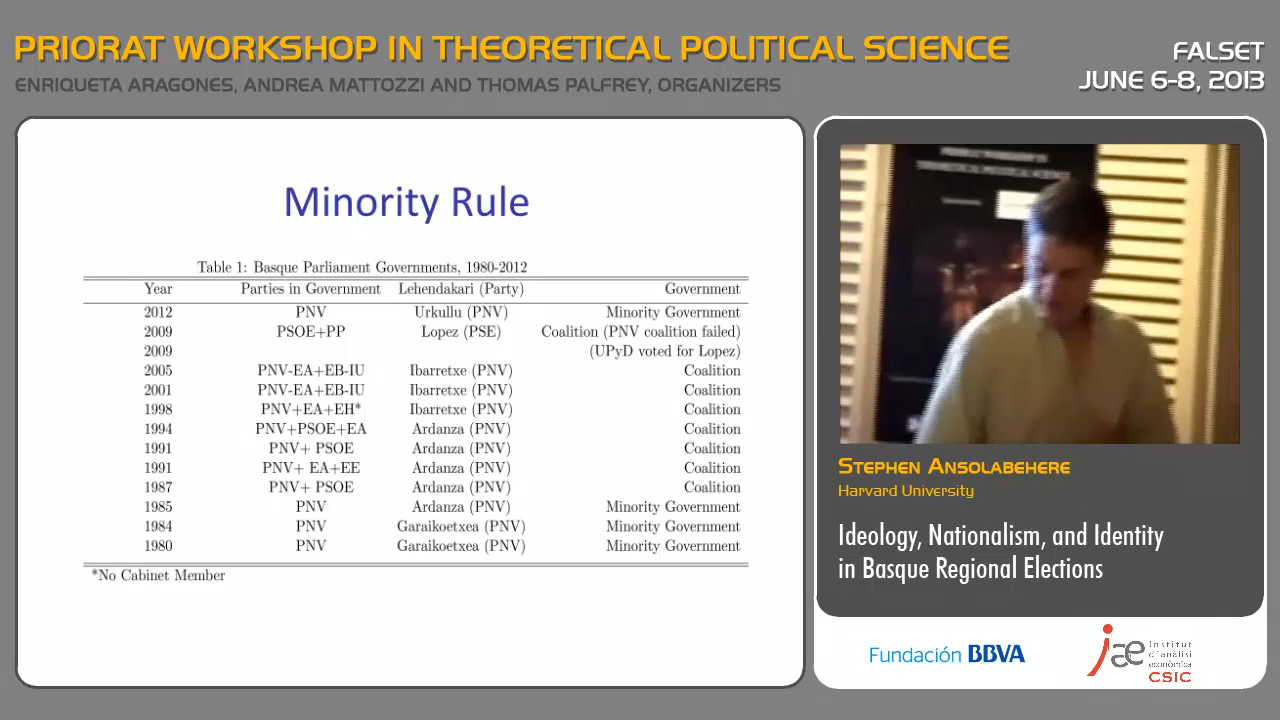 PRIORAT WORKSHOP IN THEORETICAL POLITICAL SCIENCE
ENRIQUETA ARAGONES, ANDREA MATTOZZI AND THOMAS PALFREY, ORGANIZERS
FALSET
JUNE 6-8, 2013
Minority Rule
Table 1: Basque Parliament Governments, 1980-2012
Year Parties in Government Lehendakari (Party) Government
2012 PNV Urkullu (PNV) Minority Government
2009 PSOE+PP Lopez (PSE) Coalition (PNV coalition failed)
2009 (UPyD voted for Lopez)
2005 PNV-EA+EB-IU Ibarretxe (PNV) Coalition
2001 PNV-EA+EB-IU Ibarretxe (PNV) Coalition
1998 PNV+EA+EH* Ibarretxe (PNV) Coalition
1994 PNV+PSOE+EA Ardanza (PNV) Coalition
1991 PNV+ PSOE Ardanza (PNV) Coalition
1991 PNV+ EA+EE Ardanza (PNV) Coalition
1987 PNV+ PSOE Ardanza (PNV) Coalition
1985 PNV Ardanza (PNV) Minority Government
1984 PNV Garaikoetxea (PNV) Minority Government
1980 PNV Garaikoetxea (PNV) Minority Government
*No Cabinet Member
STEPHEN ANSOLABEHERE
Harvard University
Ideology, Nationalism, and Identity
in Basque Regional Elections
Fundación BBVA
iae
Institut
d'anàlisi
econòmica
CSIC